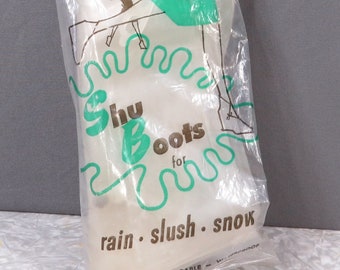 Shu
Boots
for
rain · slush · snow